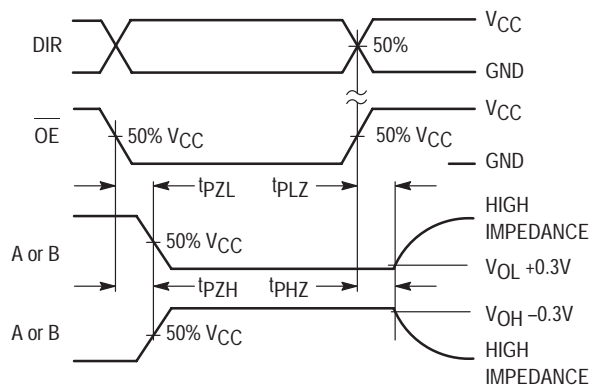 DIR
50%
VCC
GND
OE
50% VCC
50% VCC
VCC
GND
tPZL
tPLZ
A or B
50% VCC
HIGH
IMPEDANCE
VOL +0.3V
tPZH
tPHZ
A or B
50% VCC
VOH –0.3V
HIGH
IMPEDANCE